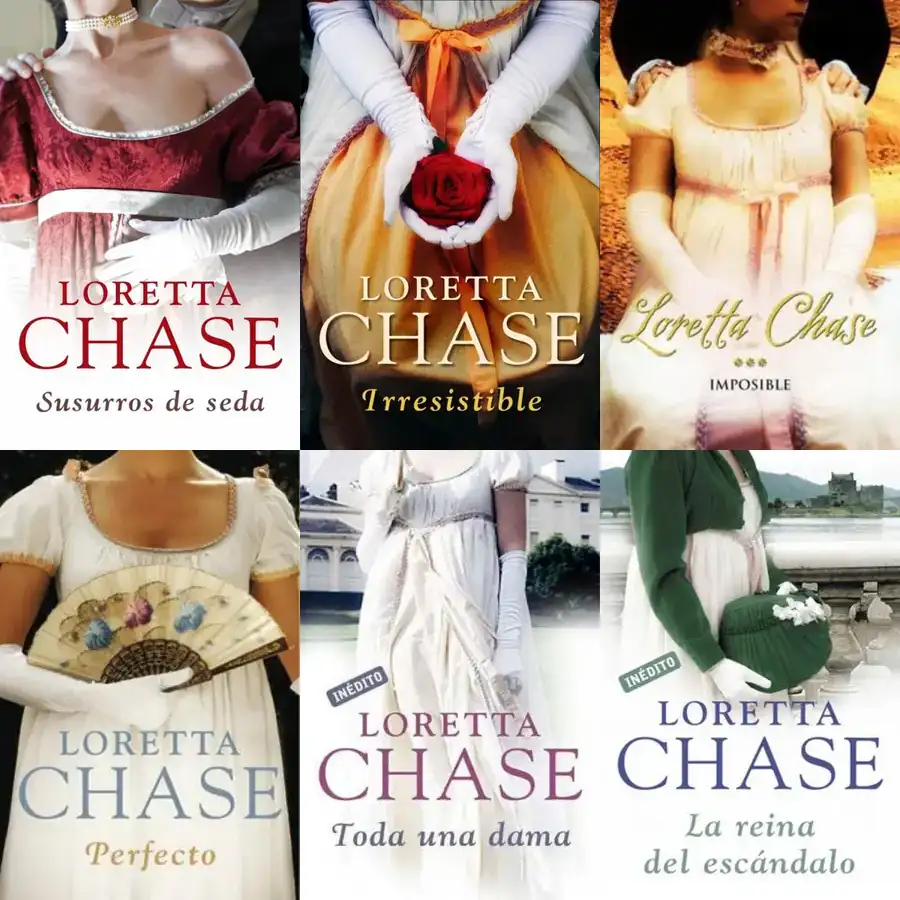 LORETTA
CHASE
Susurros de seda
LORETTA
CHASE
Irresistible
Loretta Chase
IMPOSIBLE
LORETTA
CHASE
Perfecto
INÉDITO
LORETTA
CHASE
Toda una dama
INÉDITO
LORETTA
CHASE
La reina
del escándalo